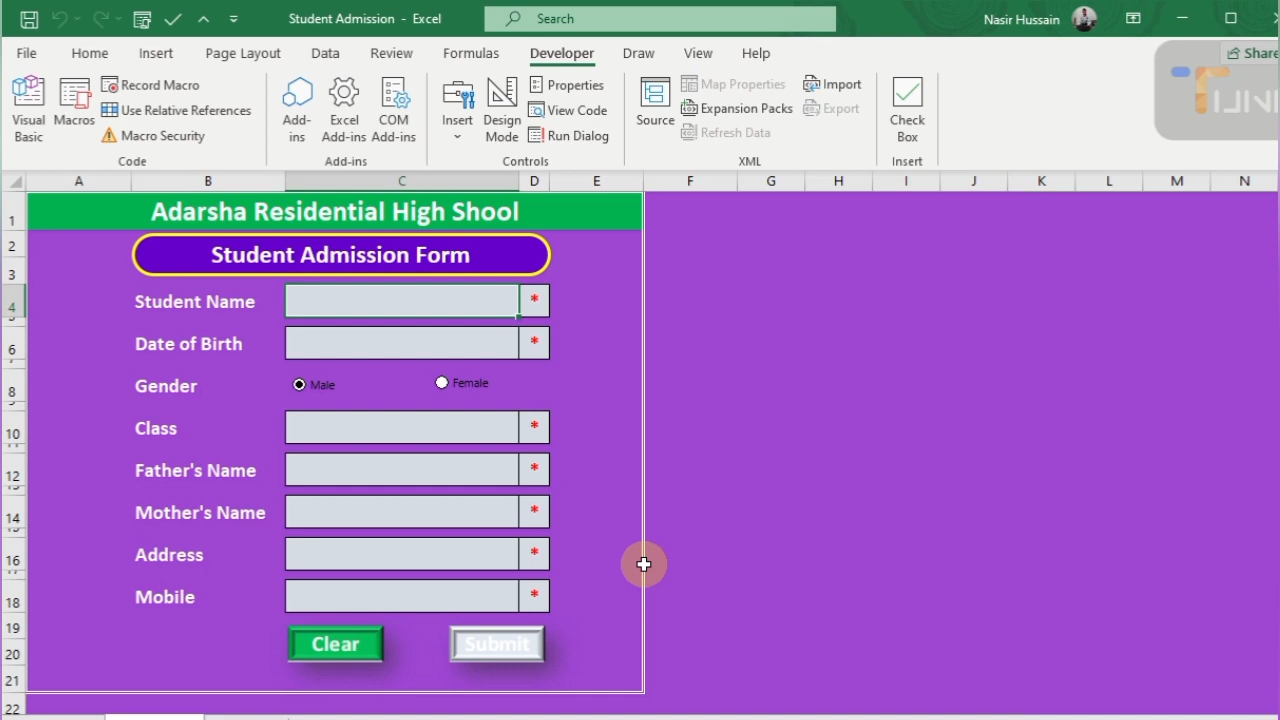 Student Admission - Excel
Search
Nasir Hussain
File Home Insert Page Layout Data Review Formulas Developer Draw View Help
Share
Visual Basic
Macros
Record Macro
Use Relative References
Macro Security
Code
Add-ins
Excel Add-ins
COM Add-ins
Add-ins
Insert
Design Mode
Properties
View Code
Run Dialog
Controls
Source
Map Properties
Expansion Packs
Refresh Data
Import
Export
XML
Check Box
Insert
A B C D E F G H I J K L M N
1 Adarsha Residential High Shool
2 Student Admission Form
3
4 Student Name *
6 Date of Birth *
8 Gender Male Female
10 Class *
12 Father's Name *
14 Mother's Name *
16 Address *
18 Mobile *
19
20 Clear Submit
21
22